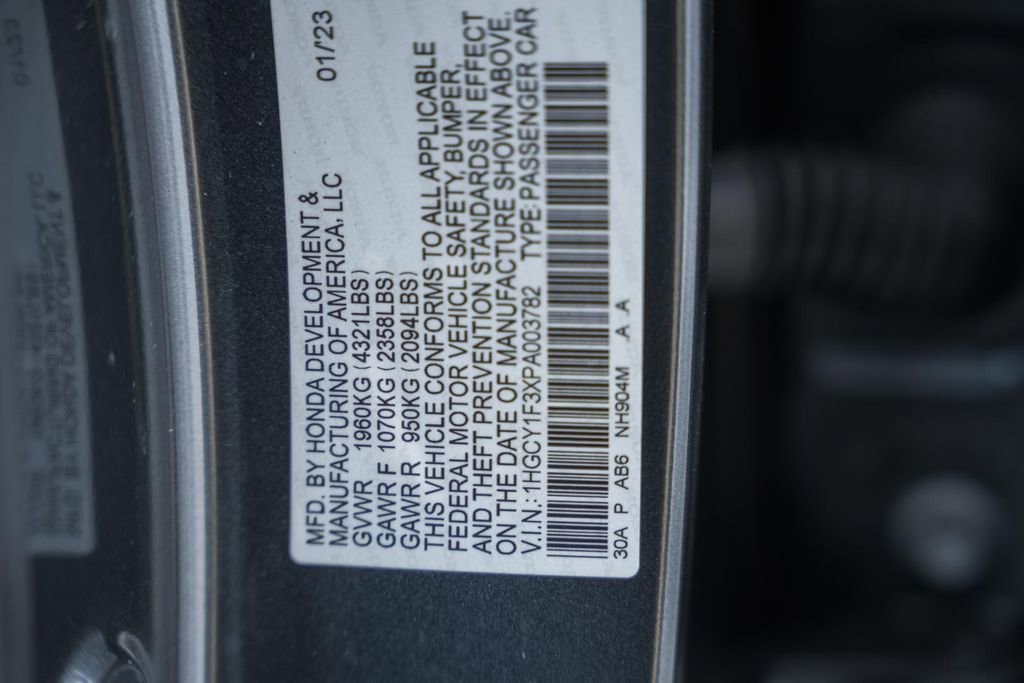 MFD. BY HONDA DEVELOPMENT &
MANUFACTURING OF AMERICA, LLC 01/'23
GVWR 1960KG (4321LBS)
GAWR F 1070KG (2358LBS)
GAWR R 950KG (2094LBS)
THIS VEHICLE CONFORMS TO ALL APPLICABLE
FEDERAL MOTOR VEHICLE SAFETY, BUMPER,
AND THEFT PREVENTION STANDARDS IN EFFECT
ON THE DATE OF MANUFACTURE SHOWN ABOVE.
V.I.N.: 1HGCY1F3XPA003782 TYPE: PASSENGER CAR
30A P AB6 NH904M A A